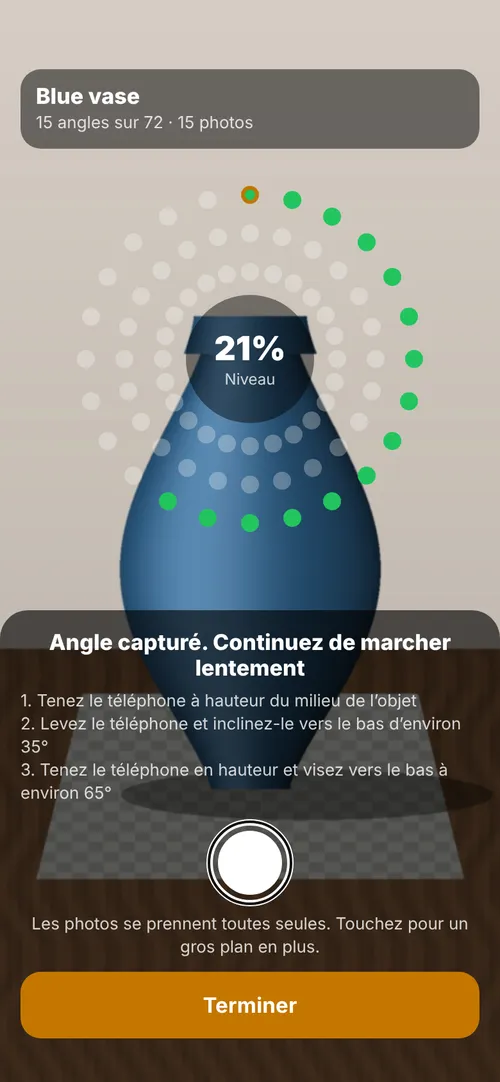 Blue vase
15 angles sur 72 · 15 photos
21%
Niveau
Angle capturé. Continuez de marcher
lentement
1. Tenez le téléphone à hauteur du milieu de l’objet
2. Levez le téléphone et inclinez-le vers le bas d’environ
35°
3. Tenez le téléphone en hauteur et visez vers le bas à
environ 65°
Les photos se prennent toutes seules. Touchez pour un
gros plan en plus.
Terminer